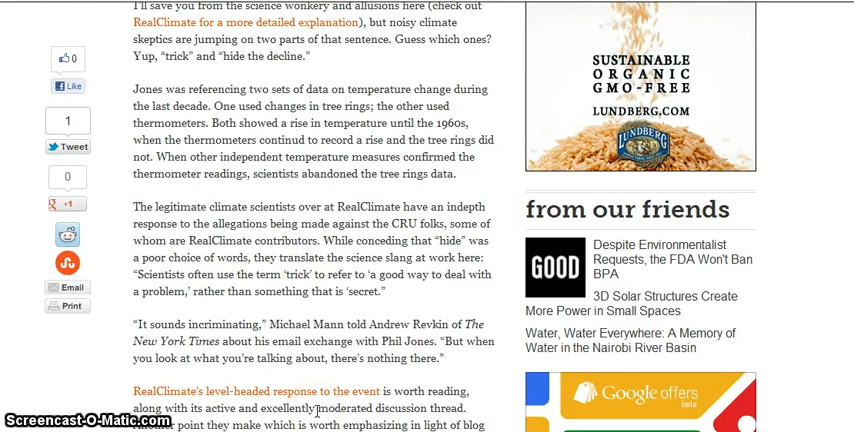 I'll save you from the science wonkery and allusions here (check out
RealClimate for a more detailed explanation), but noisy climate
skeptics are jumping on two parts of that sentence. Guess which ones?
Yup, “trick” and “hide the decline.”
Jones was referencing two sets of data on temperature change during
the last decade. One used changes in tree rings; the other used
thermometers. Both showed a rise in temperature until the 1960s,
when the thermometers continud to record a rise and the tree rings did
not. When other independent temperature measures confirmed the
thermometer readings, scientists abandoned the tree rings data.
The legitimate climate scientists over at RealClimate have an indepth
response to the allegations being made against the CRU folks, some of
whom are RealClimate contributors. While conceding that “hide” was
a poor choice of words, they translate the science slang at work here:
“Scientists often use the term ‘trick’ to refer to ‘a good way to deal with
a problem,’ rather than something that is ‘secret.”
“It sounds incriminating,” Michael Mann told Andrew Revkin of The
New York Times about his email exchange with Phil Jones. “But when
you look at what you’re talking about, there’s nothing there.”
RealClimate’s level-headed response to the event is worth reading,
along with its active and excellently moderated discussion thread.
Another point they make which is worth emphasizing in light of blog
0
Like
1
Tweet
0
g +1
Email
Print
SUSTAINABLE
ORGANIC
GMO-FREE
LUNDBERG.COM
LUNDBERG
from our friends
GOOD
Despite Environmentalist
Requests, the FDA Won't Ban
BPA
3D Solar Structures Create
More Power in Small Spaces
Water, Water Everywhere: A Memory of
Water in the Nairobi River Basin
Google offers
beta
Screencast-O-Matic.com